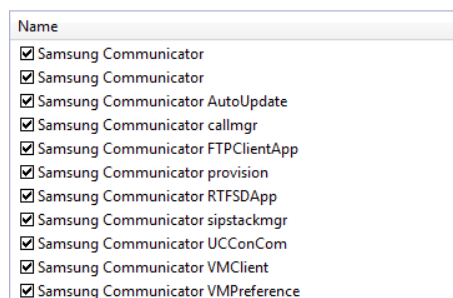 Name
Samsung Communicator
Samsung Communicator
Samsung Communicator AutoUpdate
Samsung Communicator callmgr
Samsung Communicator FTPClientApp
Samsung Communicator provision
Samsung Communicator RTFSDApp
Samsung Communicator sipstackmgr
Samsung Communicator UCConCom
Samsung Communicator VMClient
Samsung Communicator VMPreference